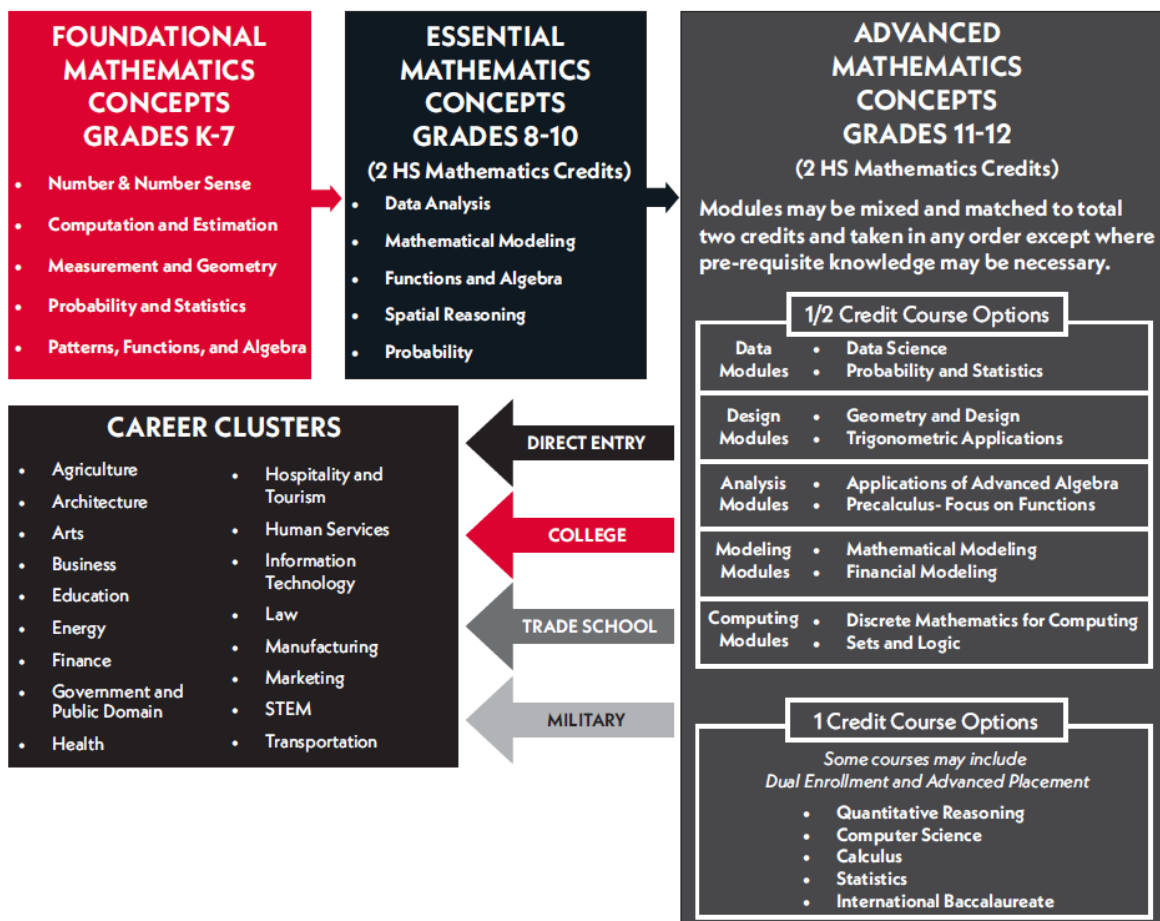 FOUNDATIONAL
MATHEMATICS
CONCEPTS
GRADES K-7
• Number & Number Sense
• Computation and Estimation
• Measurement and Geometry
• Probability and Statistics
• Patterns, Functions, and Algebra
ESSENTIAL
MATHEMATICS
CONCEPTS
GRADES 8-10
(2 HS Mathematics Credits)
• Data Analysis
• Mathematical Modeling
• Functions and Algebra
• Spatial Reasoning
• Probability
ADVANCED
MATHEMATICS
CONCEPTS
GRADES 11-12
(2 HS Mathematics Credits)
Modules may be mixed and matched to total
two credits and taken in any order except where
pre-requisite knowledge may be necessary.
1/2 Credit Course Options
Data
Modules
• Data Science
• Probability and Statistics
Design
Modules
• Geometry and Design
• Trigonometric Applications
Analysis
Modules
• Applications of Advanced Algebra
• Precalculus- Focus on Functions
Modeling
Modules
• Mathematical Modeling
• Financial Modeling
Computing
Modules
• Discrete Mathematics for Computing
• Sets and Logic
1 Credit Course Options
Some courses may include
Dual Enrollment and Advanced Placement
• Quantitative Reasoning
• Computer Science
• Calculus
• Statistics
• International Baccalaureate
DIRECT ENTRY
COLLEGE
TRADE SCHOOL
MILITARY
CAREER CLUSTERS
• Agriculture
• Architecture
• Arts
• Business
• Education
• Energy
• Finance
• Government and
Public Domain
• Health
• Hospitality and
Tourism
• Human Services
• Information
Technology
• Law
• Manufacturing
• Marketing
• STEM
• Transportation